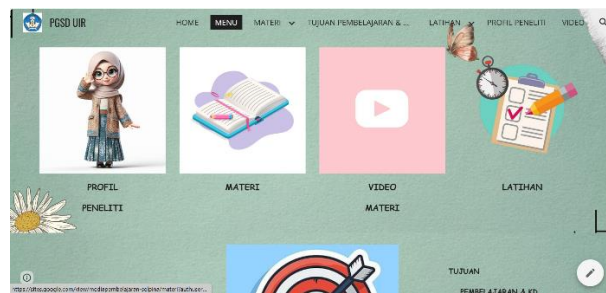 PGSD UIR
HOME MENU MATERI TUJUAN PEMBELAJARAN & ... LATIHAN PROFIL PENELITI VIDEO
PROFIL
PENELITI
MATERI
VIDEO
MATERI
LATIHAN
TUJUAN
PEMBELAJARAN & KD